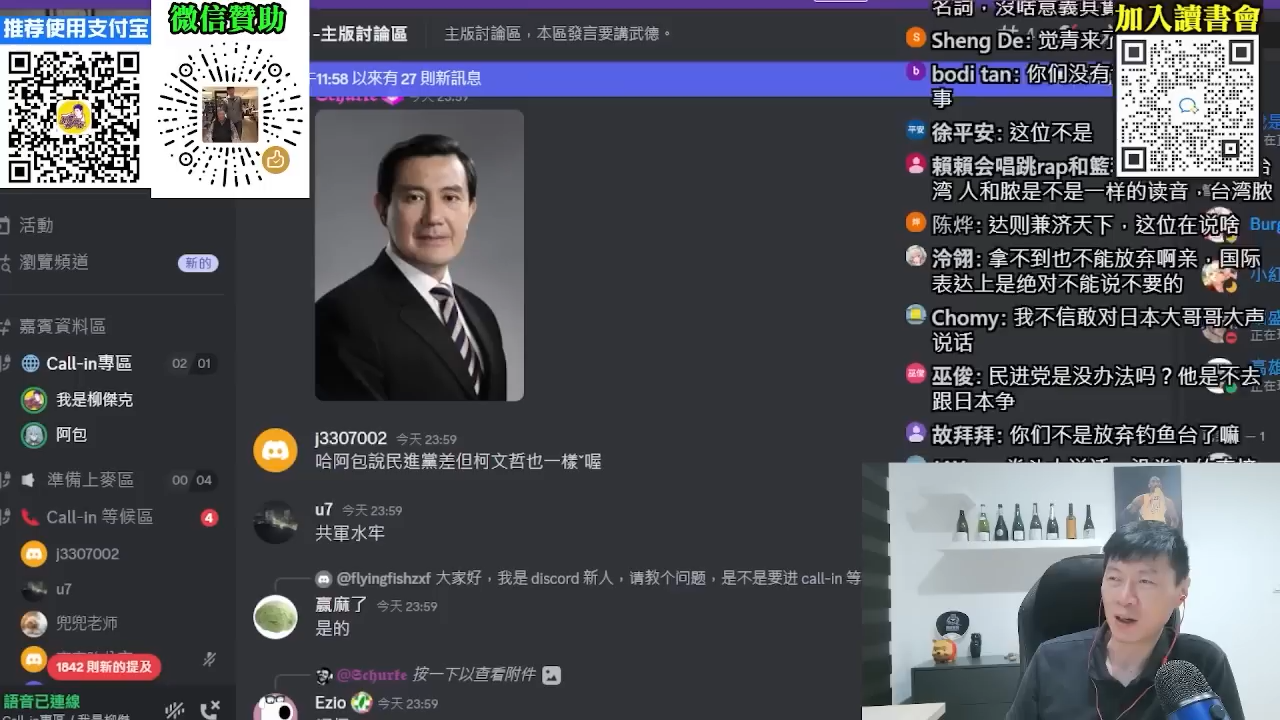 推荐使用支付宝
微信贊助
活動
瀏覽頻道
新的
嘉賓資料區
Call-in專區
02 01
我是柳傑克
阿包
準備上麥區
00 04
Call-in 等候區
4
j3307002
u7
兜兜老师
1842 則新的提及
語音已連線
-主版討論區
主版討論區，本區發言要講武德。
11:58 以來有 27 則新訊息
Schurke
今天 23:59
j3307002 今天 23:59
哈阿包說民進黨差但柯文哲也一樣ˇ喔
u7 今天 23:59
共軍水牢
@flyingfishzxf 大家好，我是 discord 新人，请教个问题，是不是要进 call-in 等
赢麻了 今天 23:59
是的
@Schurke 按一下以查看附件
Ezio 今天 23:59
加入讀書會
Sheng De: 觉青来了
bodi tan: 你们没有
事
徐平安: 这位不是
賴賴会唱跳rap和籃
湾 人和脓是不是一样的读音，台湾脓
陈烨: 达则兼济天下，这位在说啥
泠翎: 拿不到也不能放弃啊亲，国际
表达上是绝对不能说不要的
Chomy: 我不信敢对日本大哥哥大声
说话
巫俊: 民进党是没办法吗？他是不去
跟日本争
故拜拜: 你们不是放弃钓鱼台了嘛